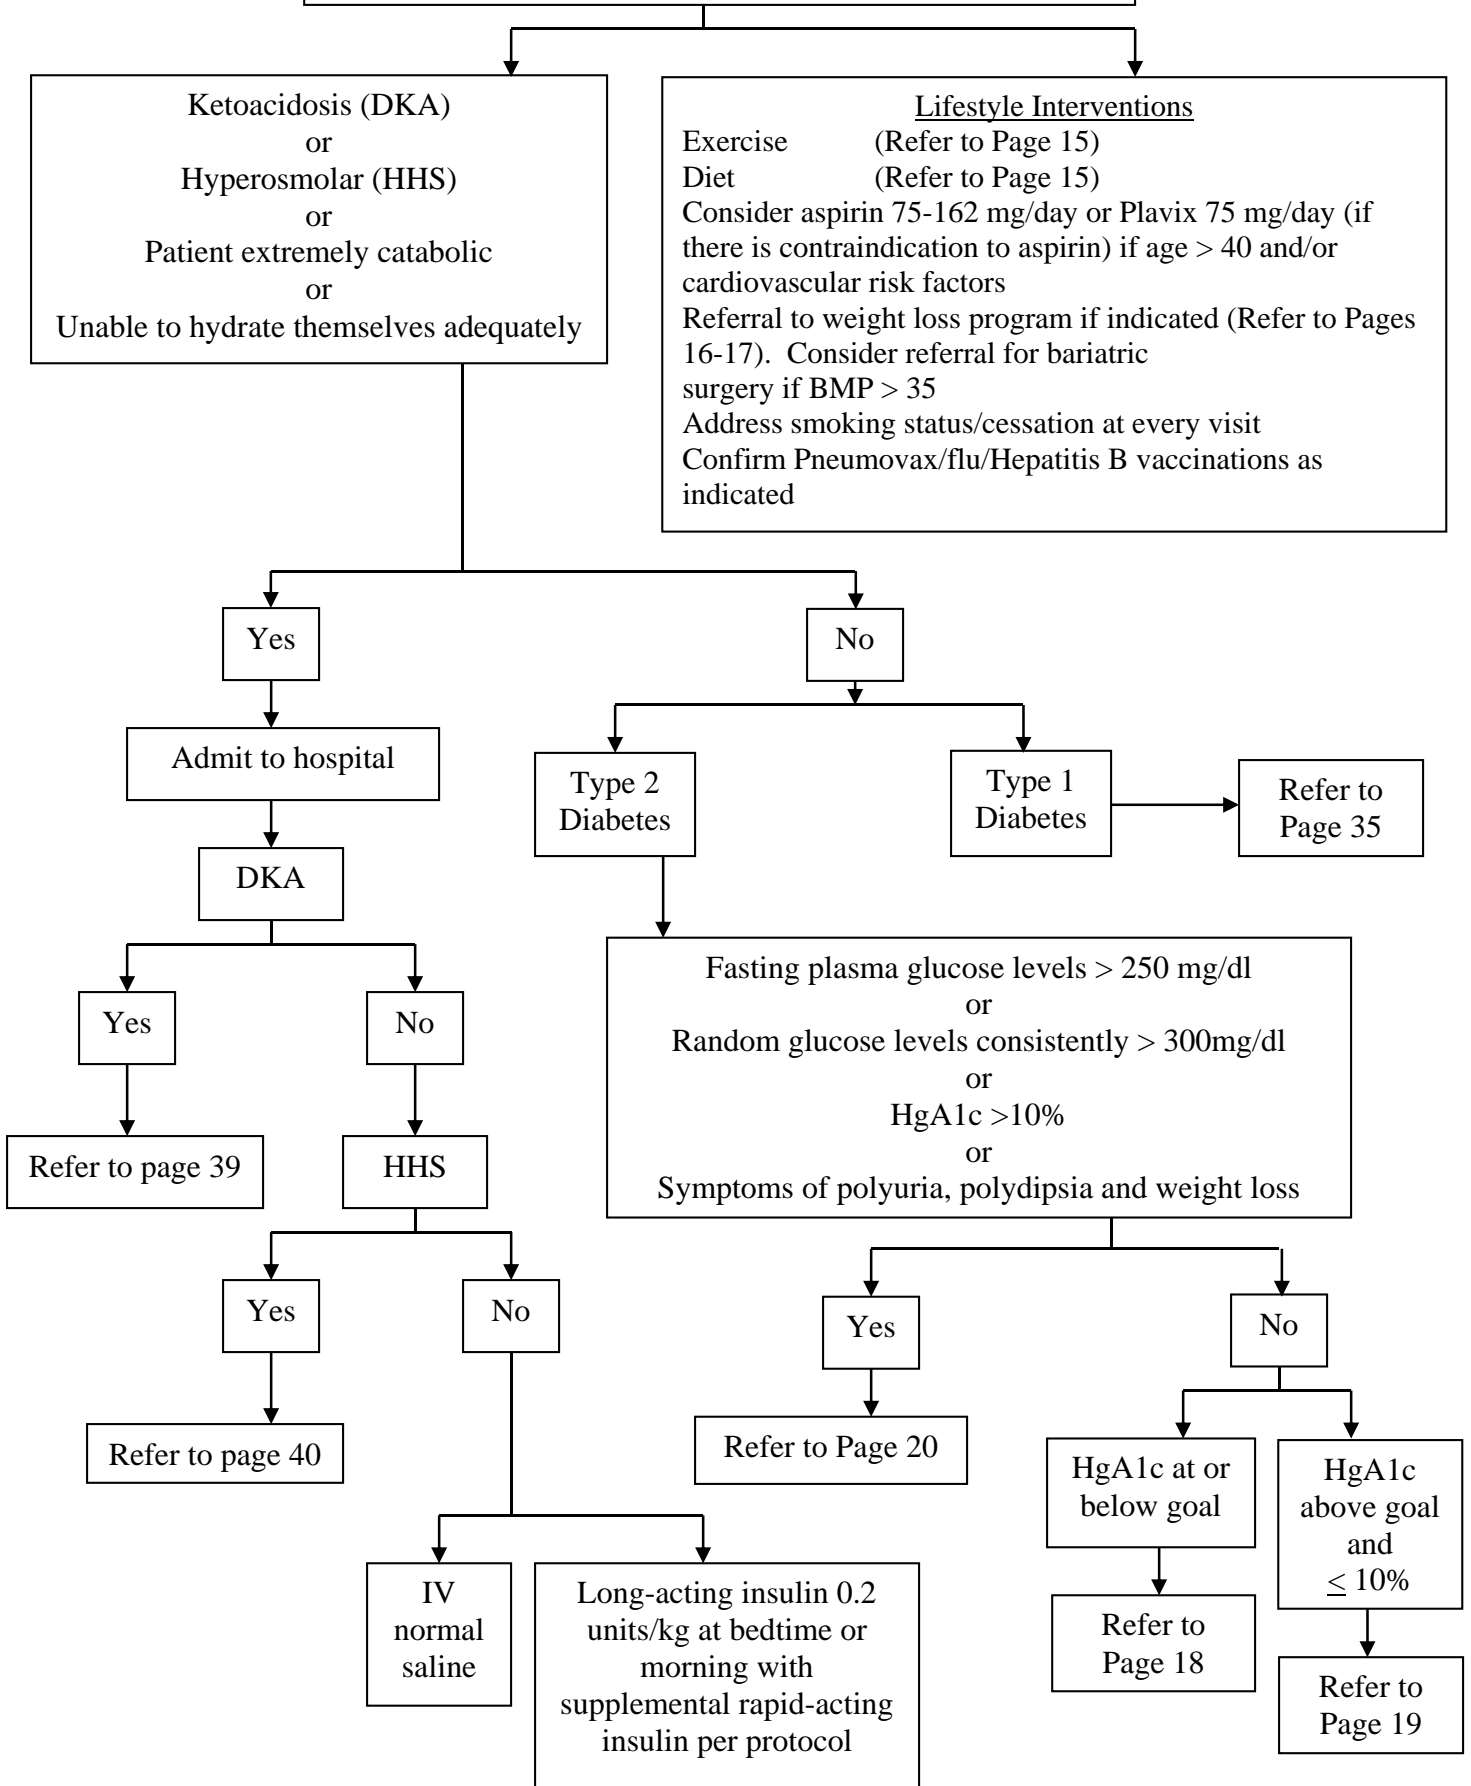 Ketoacidosis (DKA)
or
Hyperosmolar (HHS)
or
Patient extremely catabolic
or
Unable to hydrate themselves adequately
Lifestyle Interventions
Exercise (Refer to Page 15)
Diet (Refer to Page 15)
Consider aspirin 75-162 mg/day or Plavix 75 mg/day (if
there is contraindication to aspirin) if age > 40 and/or
cardiovascular risk factors
Referral to weight loss program if indicated (Refer to Pages
16-17). Consider referral for bariatric
surgery if BMP > 35
Address smoking status/cessation at every visit
Confirm Pneumovax/flu/Hepatitis B vaccinations as
indicated
Yes
No
Admit to hospital
Type 2
Diabetes
Type 1
Diabetes
Refer to
Page 35
DKA
Fasting plasma glucose levels > 250 mg/dl
or
Random glucose levels consistently > 300mg/dl
or
HgA1c >10%
or
Symptoms of polyuria, polydipsia and weight loss
Yes
No
Refer to page 39
HHS
Yes
No
Yes
No
Refer to page 40
Refer to Page 20
HgA1c at or
below goal
HgA1c
above goal
and
≤ 10%
IV
normal
saline
Long-acting insulin 0.2
units/kg at bedtime or
morning with
supplemental rapid-acting
insulin per protocol
Refer to
Page 18
Refer to
Page 19